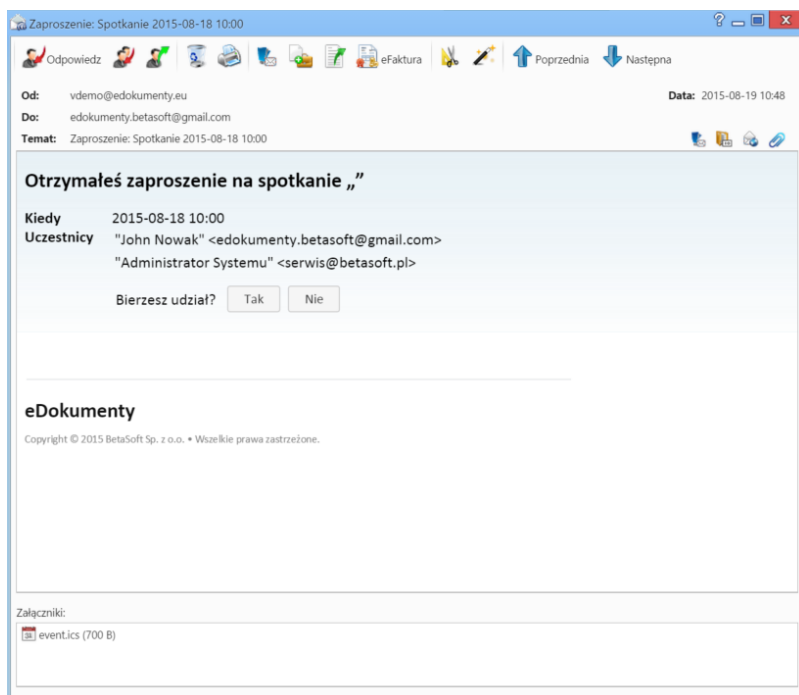 Zaproszenie: Spotkanie 2015-08-18 10:00
Odpowiedz eFaktura Poprzednia Następna
Od: vdemo@edokumenty.eu Data: 2015-08-19 10:48
Do: edokumenty.betasoft@gmail.com
Temat: Zaproszenie: Spotkanie 2015-08-18 10:00
Otrzymałeś zaproszenie na spotkanie „”
Kiedy 2015-08-18 10:00
Uczestnicy "John Nowak" <edokumenty.betasoft@gmail.com>
"Administrator Systemu" <serwis@betasoft.pl>
Bierzesz udział? Tak Nie
eDokumenty
Copyright © 2015 BetaSoft Sp. z o.o. • Wszelkie prawa zastrzeżone.
Załączniki:
event.ics (700 B)